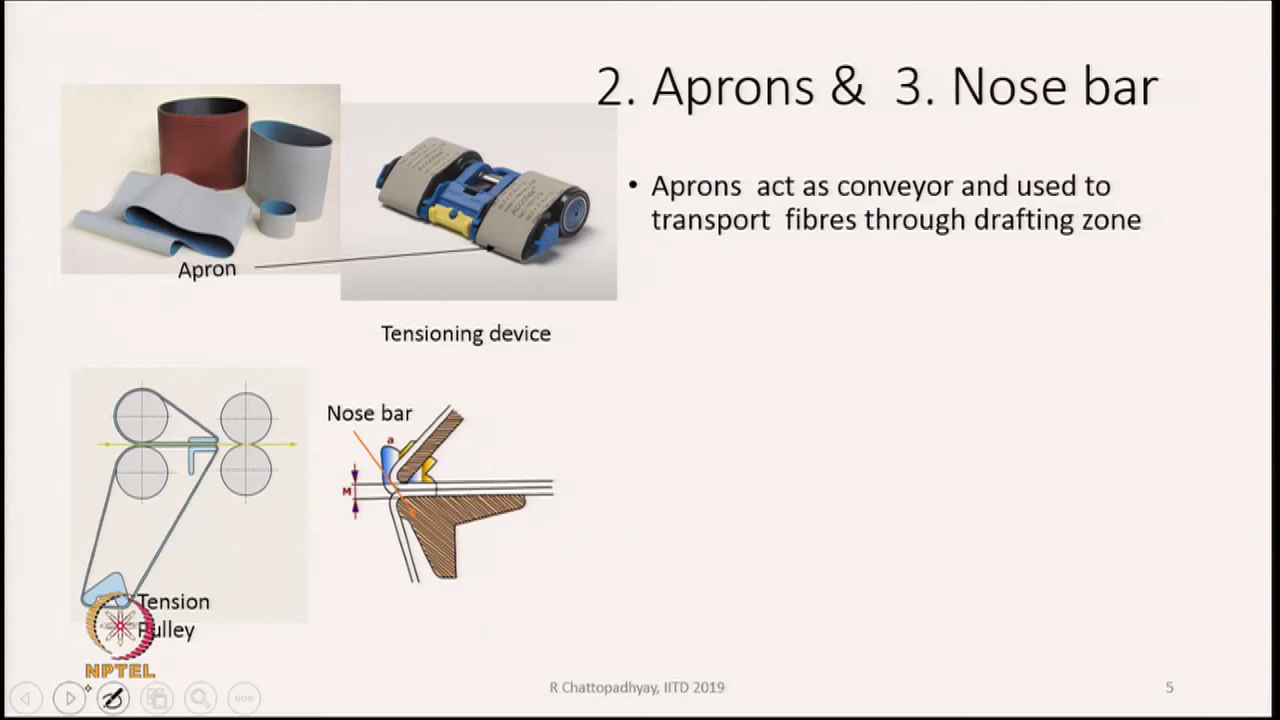 2. Aprons & 3. Nose bar
• Aprons act as conveyor and used to
transport fibres through drafting zone
Apron
Tensioning device
Nose bar
a
M
Tension
Pulley
NPTEL
R Chattopadhyay, IITD 2019
5